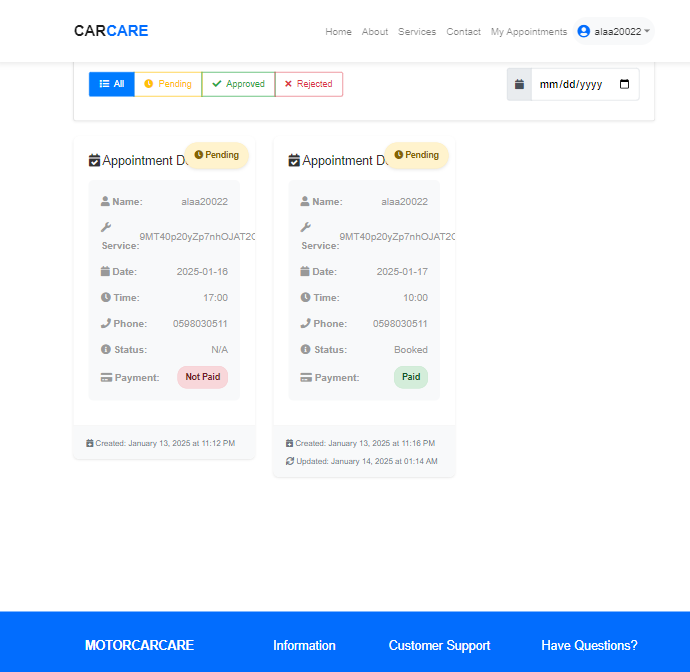 CARCARE
Home About Services Contact My Appointments alaa20022
All Pending Approved Rejected mm/dd/yyyy
Appointment D Pending
Name: alaa20022
Service: 9MT40p20yZp7nhOJAT2C
Date: 2025-01-16
Time: 17:00
Phone: 0598030511
Status: N/A
Payment: Not Paid
Created: January 13, 2025 at 11:12 PM
Appointment D Pending
Name: alaa20022
Service: 9MT40p20yZp7nhOJAT2C
Date: 2025-01-17
Time: 10:00
Phone: 0598030511
Status: Booked
Payment: Paid
Created: January 13, 2025 at 11:16 PM
Updated: January 14, 2025 at 01:14 AM
MOTORCARCARE Information Customer Support Have Questions?